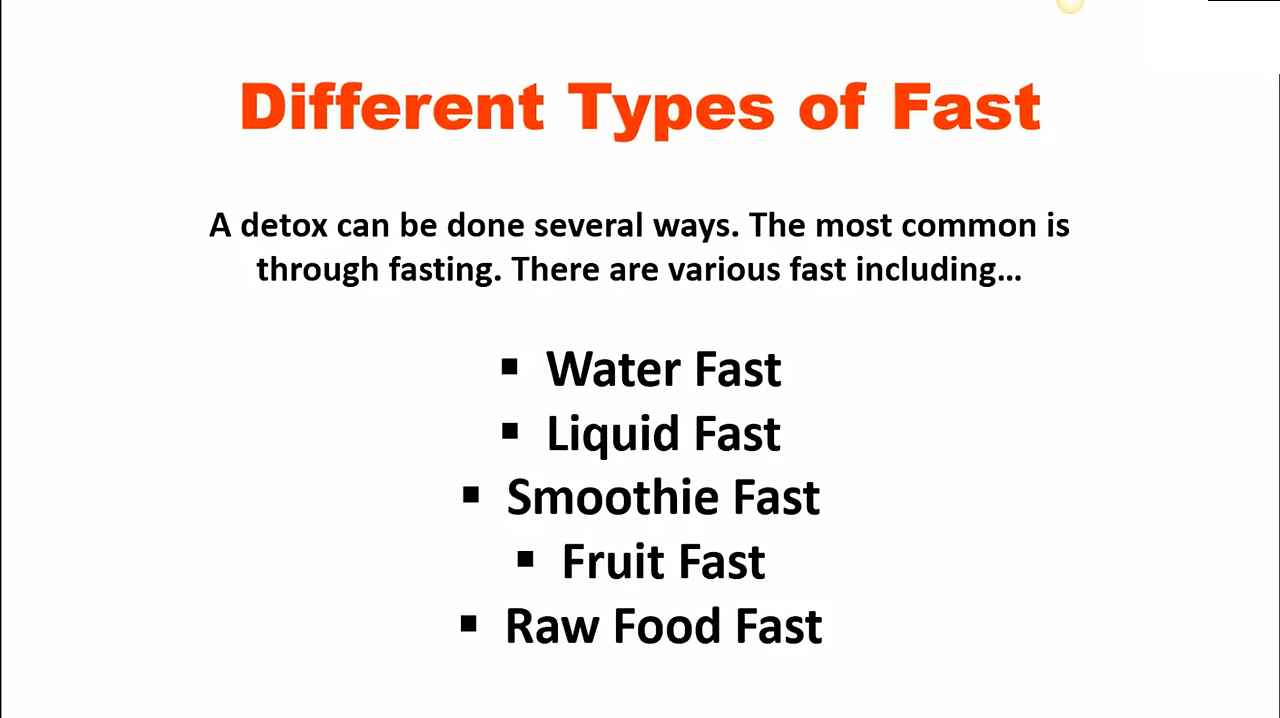 Different Types of Fast
A detox can be done several ways. The most common is
through fasting. There are various fast including…
▪ Water Fast
▪ Liquid Fast
▪ Smoothie Fast
▪ Fruit Fast
▪ Raw Food Fast